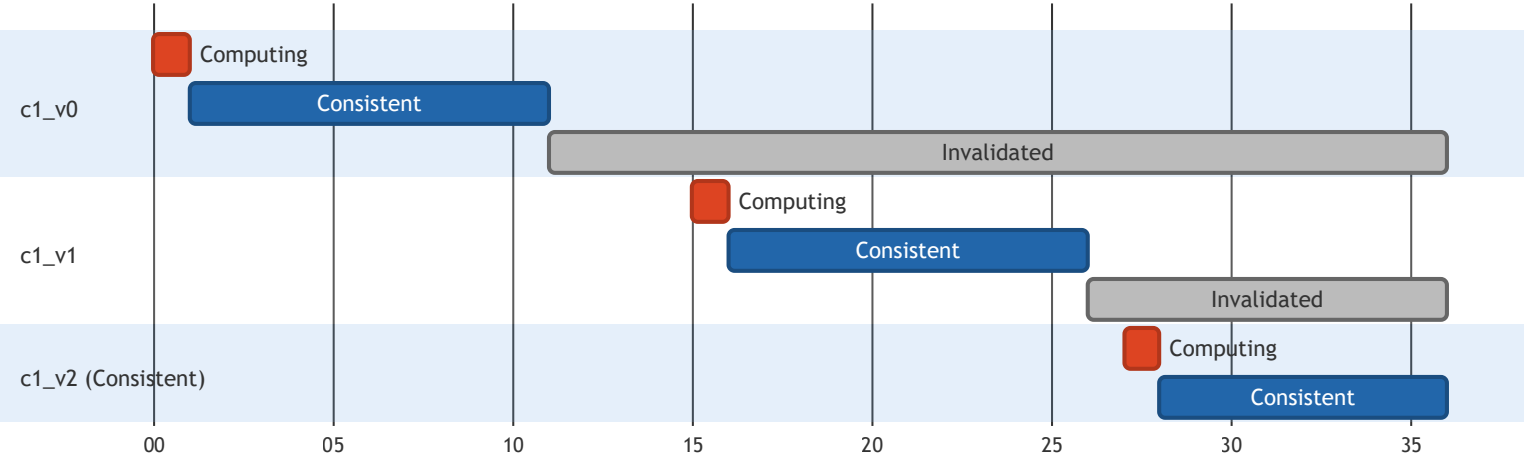 Computing
c1_v0
Consistent
Invalidated
Computing
c1_v1
Consistent
Invalidated
Computing
c1_v2 (Consistent)
Consistent
00 05 10 15 20 25 30 35